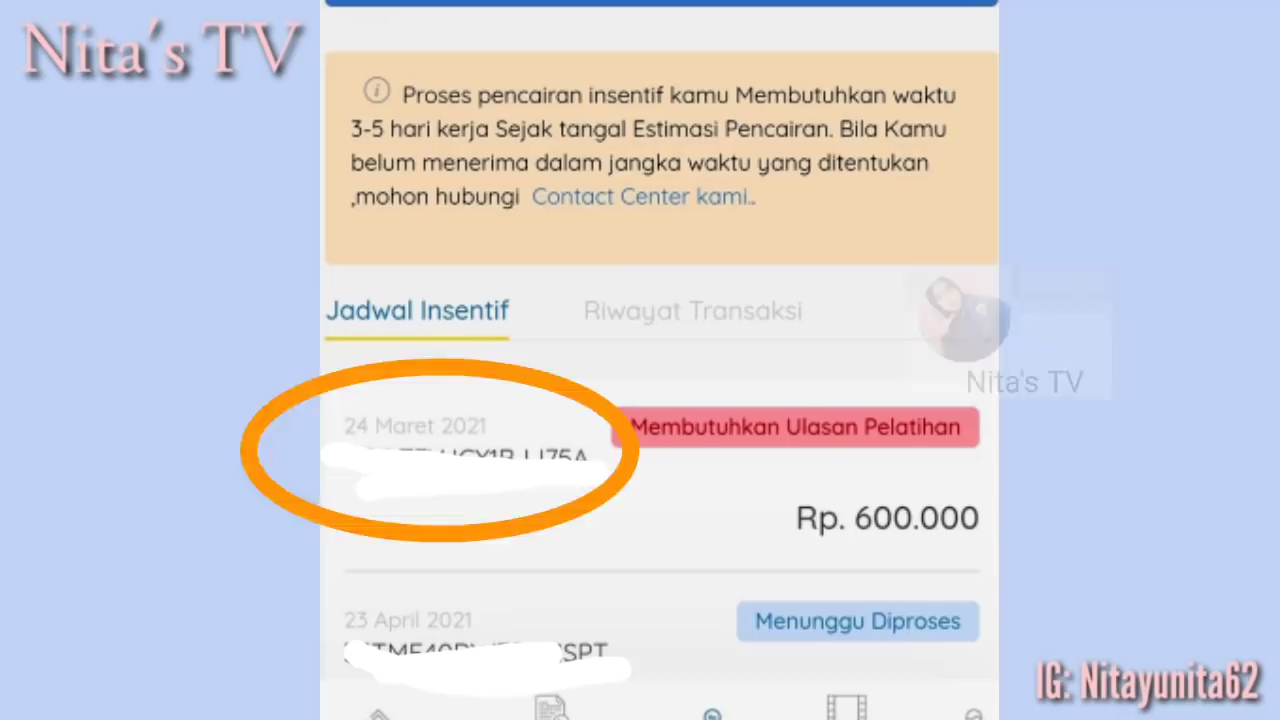 Nita's TV
Proses pencairan insentif kamu Membutuhkan waktu
3-5 hari kerja Sejak tangal Estimasi Pencairan. Bila Kamu
belum menerima dalam jangka waktu yang ditentukan
,mohon hubungi Contact Center kami..
Jadwal Insentif
Riwayat Transaksi
Nita's TV
24 Maret 2021
Membutuhkan Ulasan Pelatihan
Rp. 600.000
23 April 2021
Menunggu Diproses
IG: Nitayunita62